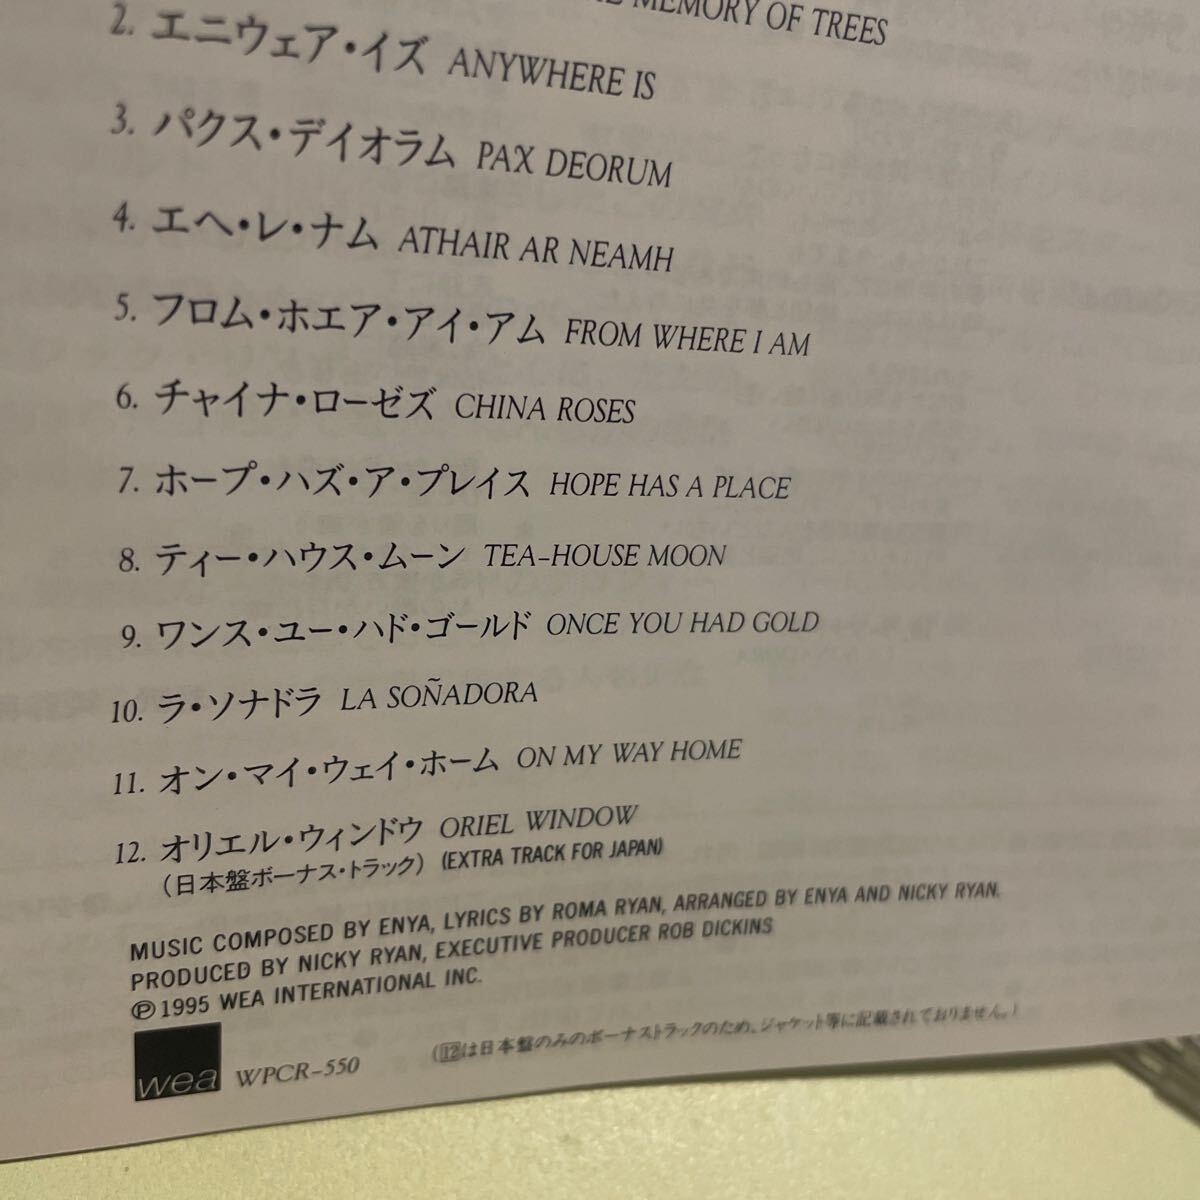 MEMORY OF TREES
2. エニウェア・イズ ANYWHERE IS
3. パクス・デイオラム PAX DEORUM
4. エヘ・レ・ナム ATHAIR AR NEAMH
5. フロム・ホエア・アイ・アム FROM WHERE I AM
6. チャイナ・ローゼズ CHINA ROSES
7. ホープ・ハズ・ア・プレイス HOPE HAS A PLACE
8. ティー・ハウス・ムーン TEA-HOUSE MOON
9. ワンス・ユー・ハド・ゴールド ONCE YOU HAD GOLD
10. ラ・ソナドラ LA SOÑADORA
11. オン・マイ・ウェイ・ホーム ON MY WAY HOME
12. オリエル・ウィンドウ ORIEL WINDOW
(日本盤ボーナス・トラック) (EXTRA TRACK FOR JAPAN)
MUSIC COMPOSED BY ENYA, LYRICS BY ROMA RYAN, ARRANGED BY ENYA AND NICKY RYAN.
PRODUCED BY NICKY RYAN, EXECUTIVE PRODUCER ROB DICKINS
Ⓟ1995 WEA INTERNATIONAL INC.
wea WPCR-550 (12は日本盤のみのボーナストラックのため、ジャケット等に記載されておりません。)